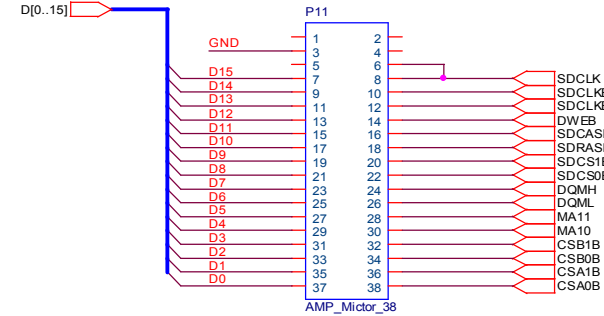 D[0..15]
P11
1 2
GND 3 4
5 6
D15 7 8 SDCLK
D14 9 10
D13 11 12
D12 13 14 DWEB
D11 15 16
D10 17 18
D9 19 20
D8 21 22
D7 23 24 DQMH
D6 25 26 DQML
D5 27 28 MA11
D4 29 30 MA10
D3 31 32 CSB1B
D2 33 34 CSB0B
D1 35 36 CSA1B
D0 37 38 CSA0B
AMP_Mictor_38